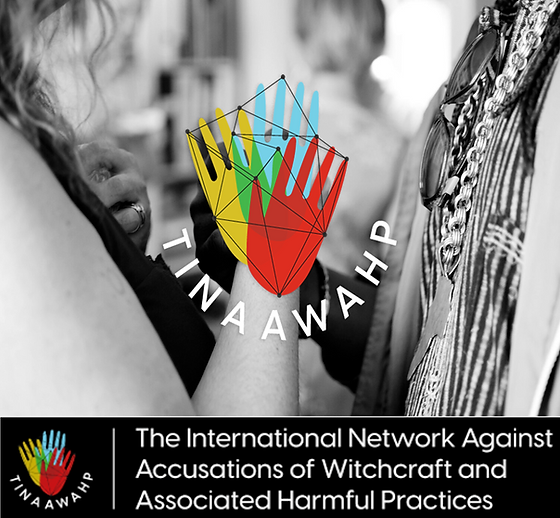 TINAAWAHP
The International Network Against
Accusations of Witchcraft and
Associated Harmful Practices
TINAAWAHP